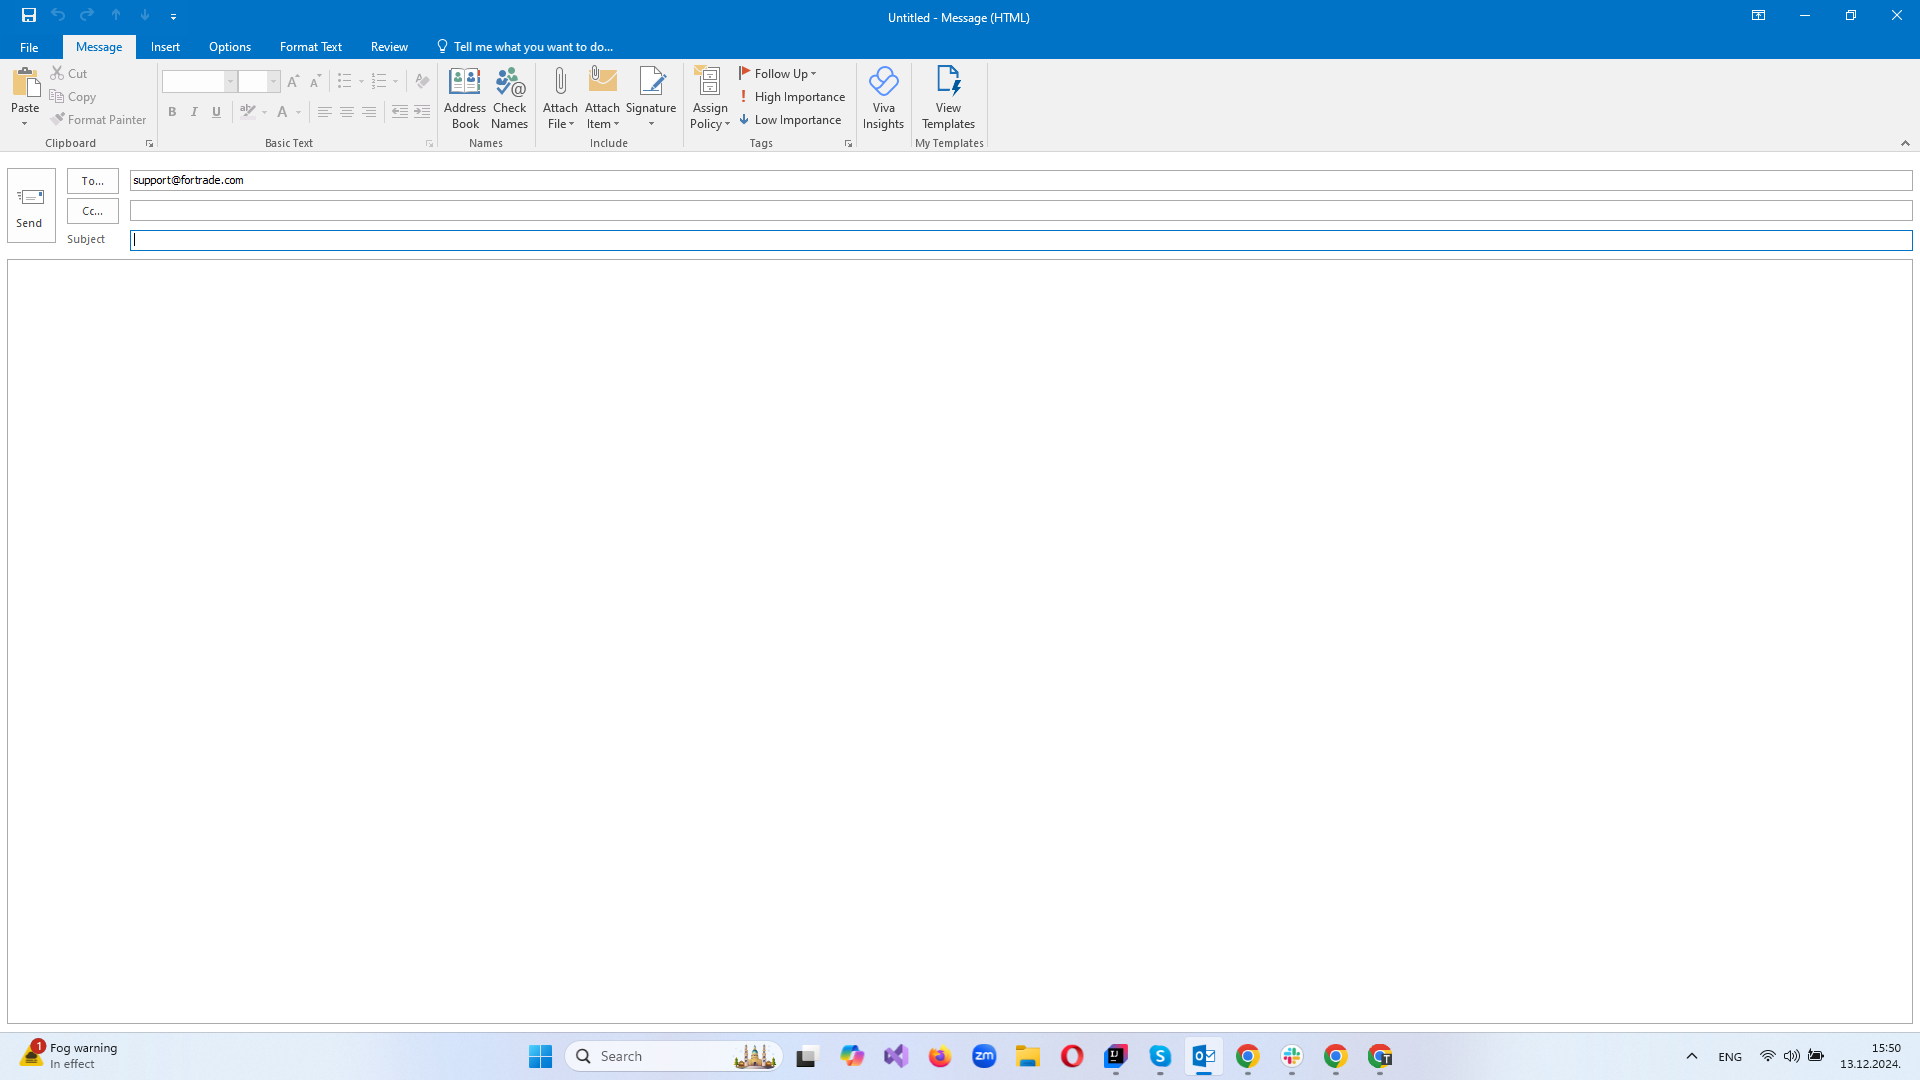 Untitled - Message (HTML)
File Message Insert Options Format Text Review Tell me what you want to do...
Paste
Cut
Copy
Format Painter
Clipboard
B I U ab A
Basic Text
Address Book
Check Names
Names
Attach File
Attach Item
Signature
Include
Assign Policy
Follow Up
High Importance
Low Importance
Tags
Viva Insights
View Templates
My Templates
Send
To... support@fortrade.com
Cc...
Subject
1
Fog warning
In effect
Search
zm
IJ
S
O
T
ENG
15:50
13.12.2024.